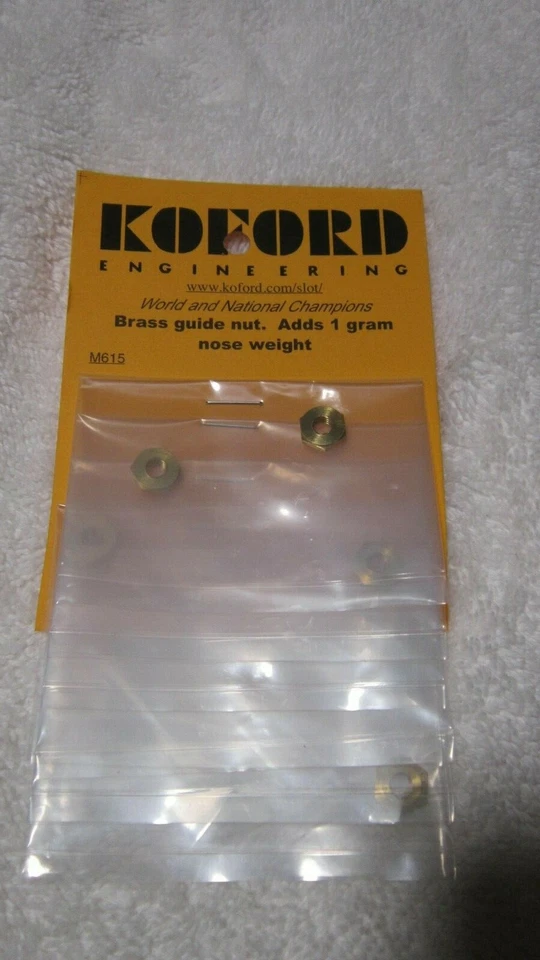 KOFORD
ENGINEERING
www.koford.com/slot/
World and National Champions
Brass guide nut. Adds 1 gram
nose weight
M615